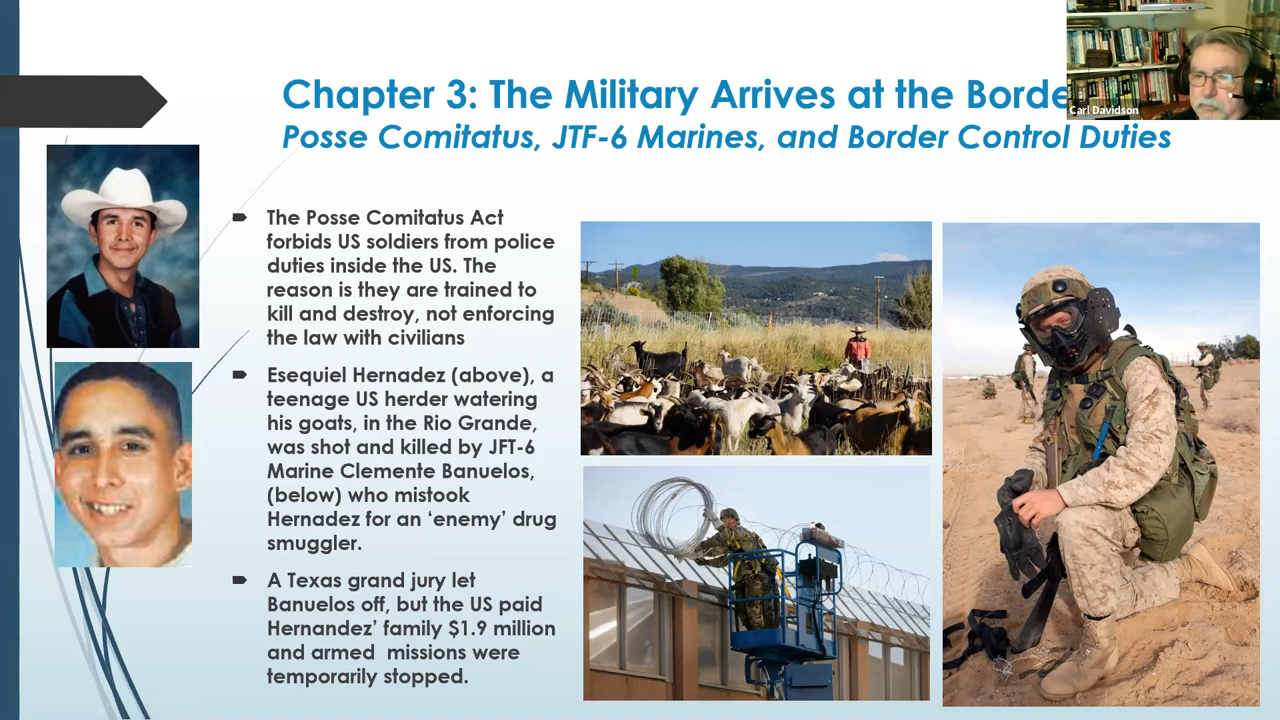 Chapter 3: The Military Arrives at the Borde
Carl Davidson
Posse Comitatus, JTF-6 Marines, and Border Control Duties
The Posse Comitatus Act
forbids US soldiers from police
duties inside the US. The
reason is they are trained to
kill and destroy, not enforcing
the law with civilians
Esequiel Hernadez (above), a
teenage US herder watering
his goats, in the Rio Grande,
was shot and killed by JFT-6
Marine Clemente Banuelos,
(below) who mistook
Hernadez for an ‘enemy’ drug
smuggler.
A Texas grand jury let
Banuelos off, but the US paid
Hernandez’ family $1.9 million
and armed  missions were
temporarily stopped.